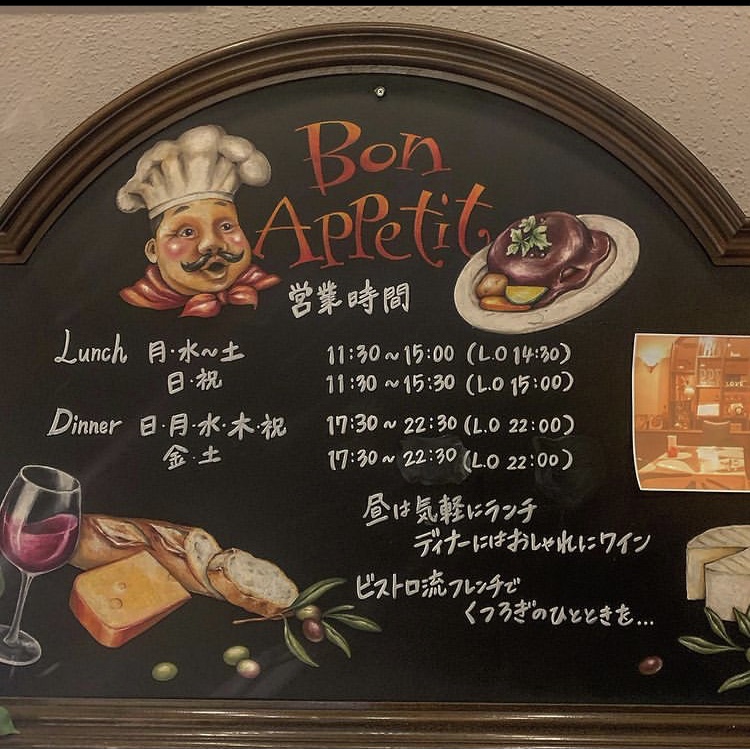 Bon
Appetit
営業時間
Lunch 月・水～土 11:30～15:00 (L.O 14:30)
日・祝 11:30～15:30 (L.O 15:00)
Dinner 日・月・水・木・祝 17:30～22:30 (L.O 22:00)
金・土 17:30～22:30 (L.O 22:00)
昼は気軽にランチ
ディナーにはおしゃれにワイン
ビストロ流フレンチで
くつろぎのひとときを…